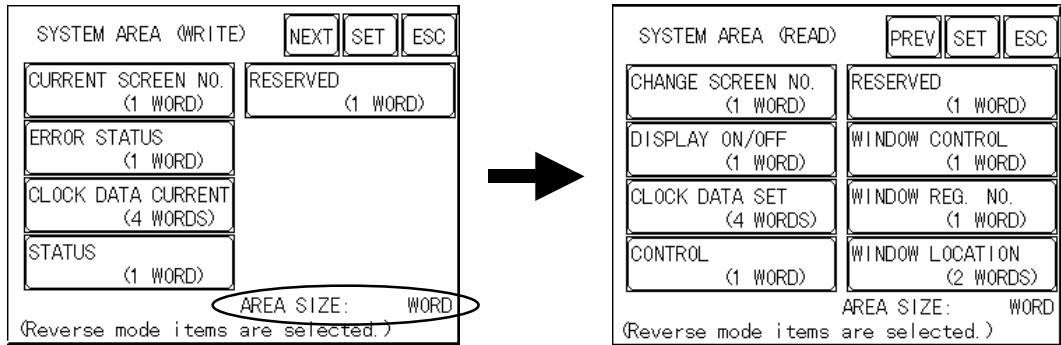 SYSTEM AREA (WRITE) NEXT SET ESC
CURRENT SCREEN NO.
(1 WORD)
RESERVED
(1 WORD)
ERROR STATUS
(1 WORD)
CLOCK DATA CURRENT
(4 WORDS)
STATUS
(1 WORD)
AREA SIZE: WORD
(Reverse mode items are selected.)
SYSTEM AREA (READ) PREV SET ESC
CHANGE SCREEN NO.
(1 WORD)
RESERVED
(1 WORD)
DISPLAY ON/OFF
(1 WORD)
WINDOW CONTROL
(1 WORD)
CLOCK DATA SET
(4 WORDS)
WINDOW REG. NO.
(1 WORD)
CONTROL
(1 WORD)
WINDOW LOCATION
(2 WORDS)
AREA SIZE: WORD
(Reverse mode items are selected.)